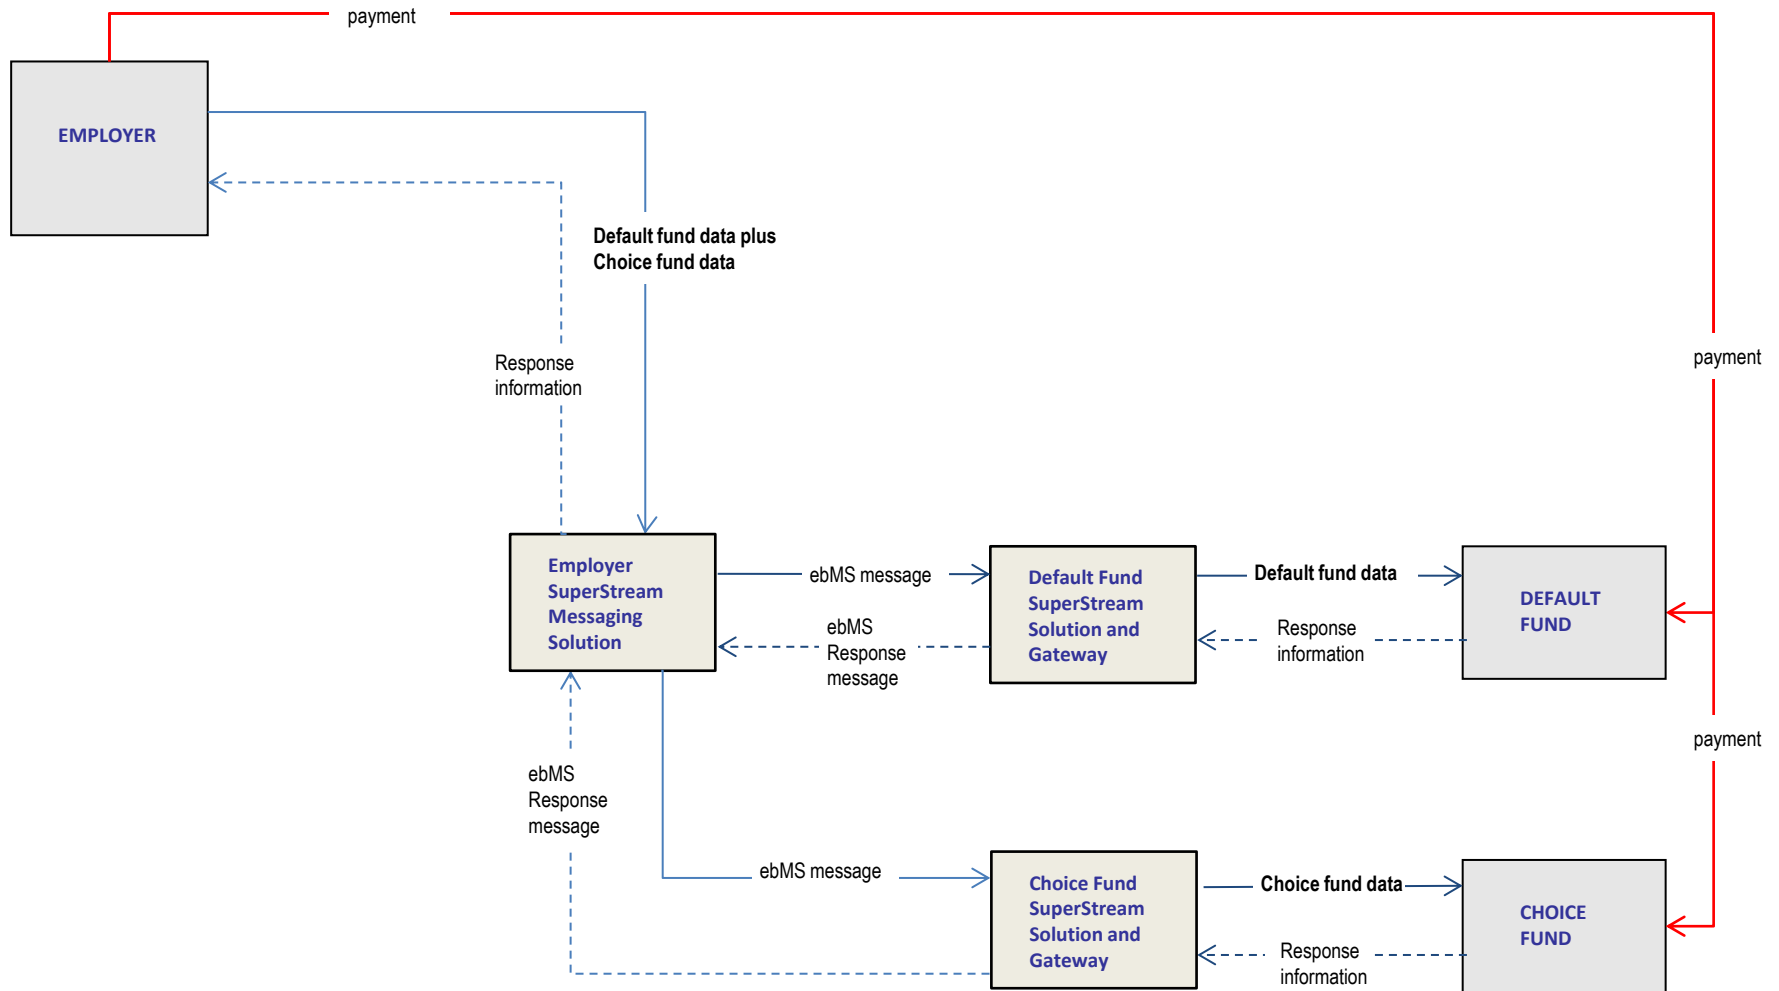 payment
EMPLOYER
Default fund data plus
Choice fund data
Response
information
payment
Employer
SuperStream
Messaging
Solution
ebMS message
ebMS
Response
message
Default Fund
SuperStream
Solution and
Gateway
Default fund data
Response
information
DEFAULT
FUND
payment
ebMS
Response
message
ebMS message
Choice Fund
SuperStream
Solution and
Gateway
Choice fund data
Response
information
CHOICE
FUND